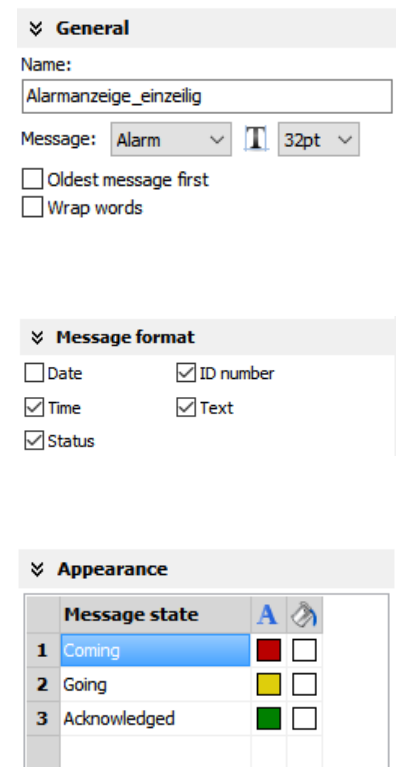 General
Name:
Alarmanzeige_einzeilig
Message: Alarm T 32pt
Oldest message first
Wrap words
Message format
Date ID number
Time Text
Status
Appearance
Message state A
1 Coming
2 Going
3 Acknowledged